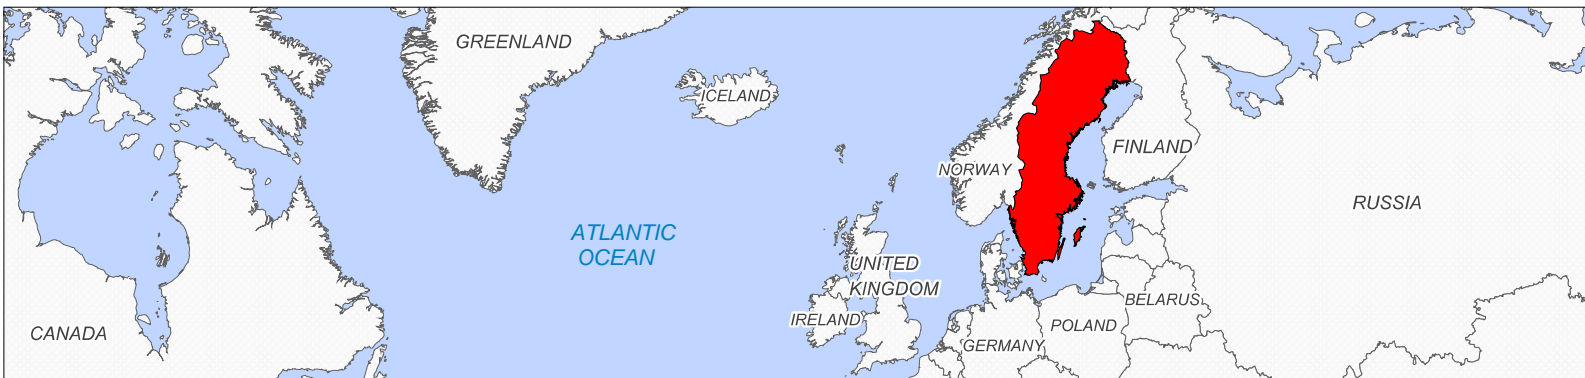 GREENLAND
ICELAND
FINLAND
NORWAY
RUSSIA
ATLANTIC
OCEAN
UNITED
KINGDOM
BELARUS
IRELAND
POLAND
CANADA
GERMANY